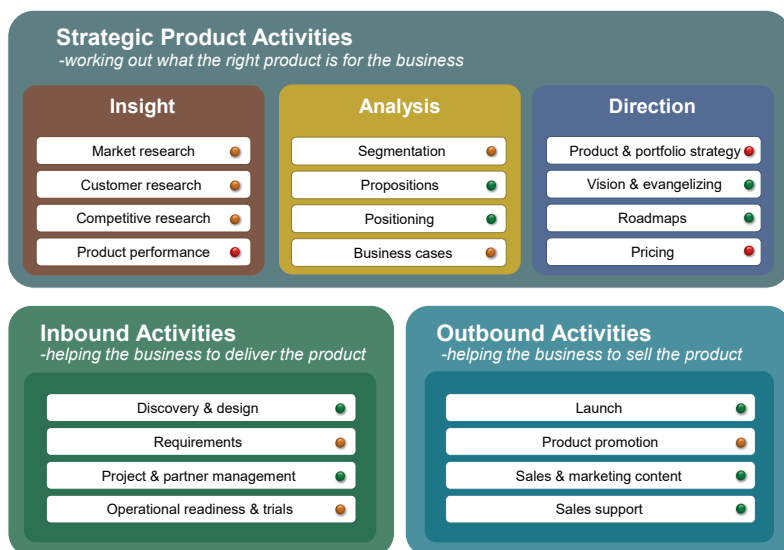 Strategic Product Activities
-working out what the right product is for the business
Insight
Market research
Customer research
Competitive research
Product performance
Analysis
Segmentation
Propositions
Positioning
Business cases
Direction
Product & portfolio strategy
Vision & evangelizing
Roadmaps
Pricing
Inbound Activities
-helping the business to deliver the product
Discovery & design
Requirements
Project & partner management
Operational readiness & trials
Outbound Activities
-helping the business to sell the product
Launch
Product promotion
Sales & marketing content
Sales support